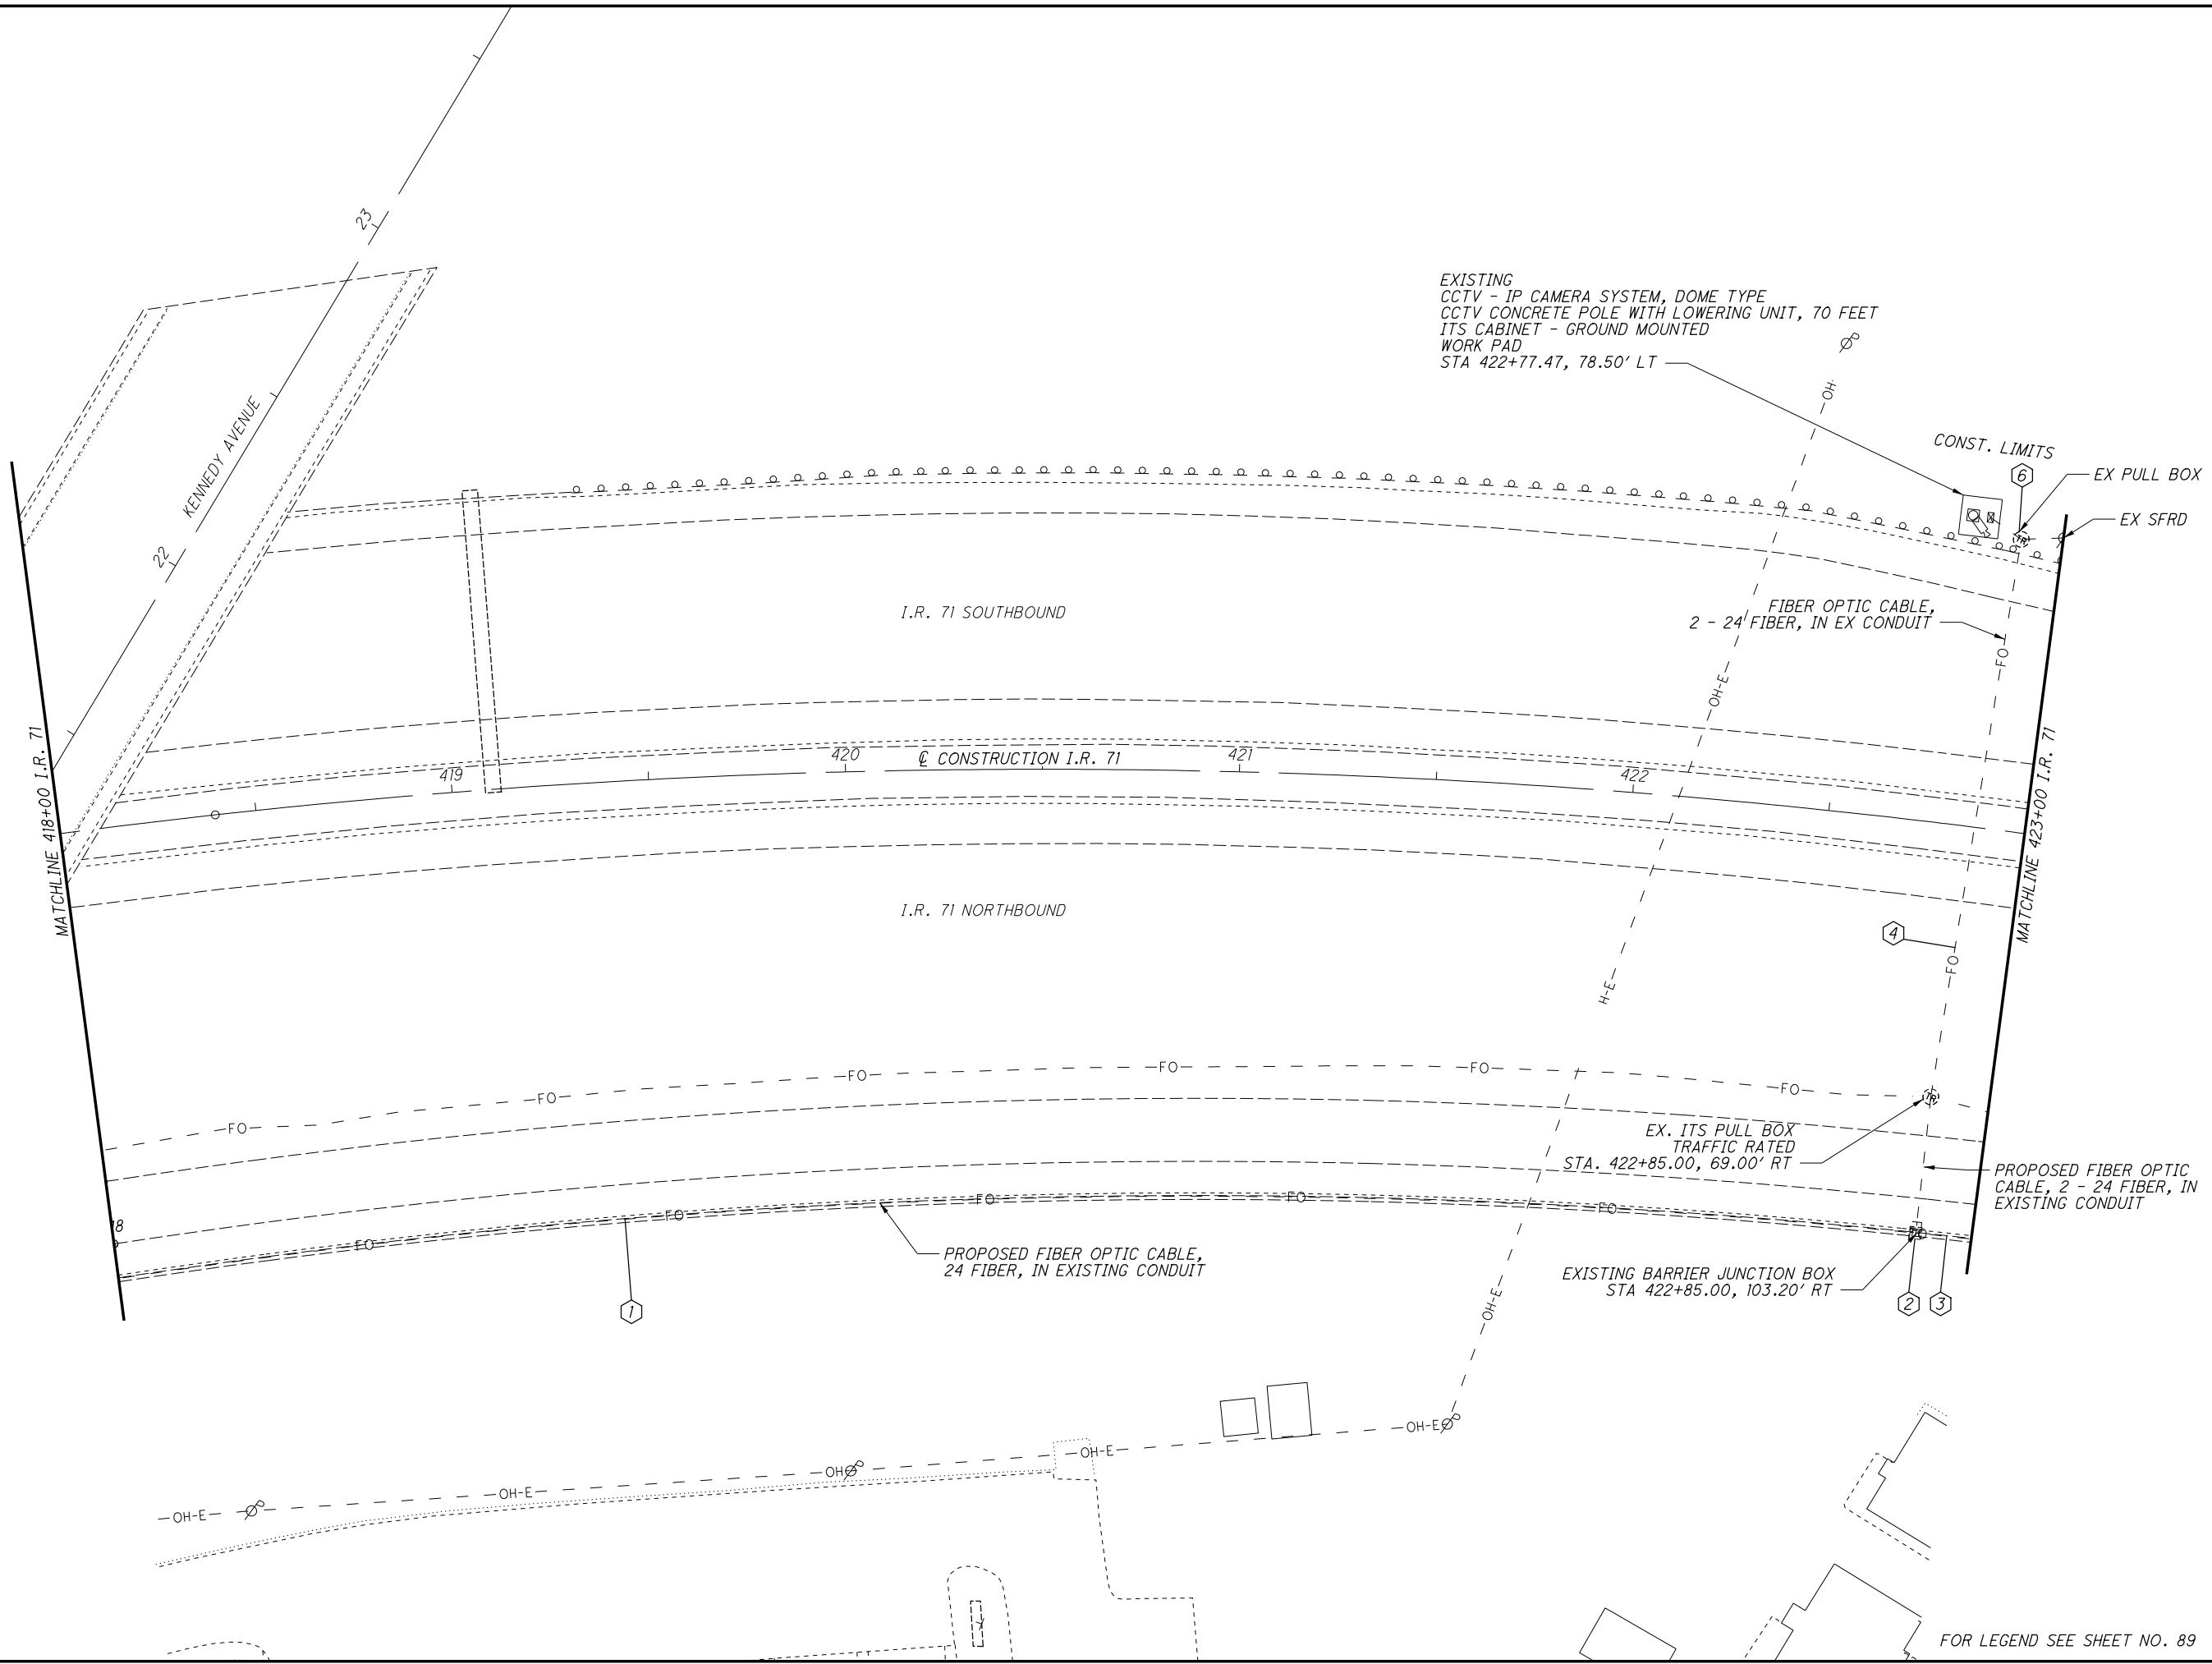 23
KENNEDY AVENUE
22
EXISTING
CCTV - IP CAMERA SYSTEM, DOME TYPE
CCTV CONCRETE POLE WITH LOWERING UNIT, 70 FEET
ITS CABINET - GROUND MOUNTED
WORK PAD
STA 422+77.47, 78.50' LT
OH-
CONST. LIMITS
6
EX PULL BOX
EX SFRD
TR
I.R. 71 SOUTHBOUND
FIBER OPTIC CABLE,
2 - 24 FIBER, IN EX CONDUIT
FO
OH-E
MATCHLINE 418+00 I.R. 71
419
420
℄ CONSTRUCTION I.R. 71
421
422
MATCHLINE 423+00 I.R. 71
I.R. 71 NORTHBOUND
4
FO
H-E
FO
FO
FO
FO
FO
FO
TR
EX. ITS PULL BOX
TRAFFIC RATED
STA. 422+85.00, 69.00' RT
PROPOSED FIBER OPTIC
CABLE, 2 - 24 FIBER, IN
EXISTING CONDUIT
18
FO
FO
FO
FO
FO
PROPOSED FIBER OPTIC CABLE,
24 FIBER, IN EXISTING CONDUIT
EXISTING BARRIER JUNCTION BOX
STA 422+85.00, 103.20' RT
1
2
3
OH-E
OH-E
OH-E
OH
OH-E
OH-E
FOR LEGEND SEE SHEET NO. 89